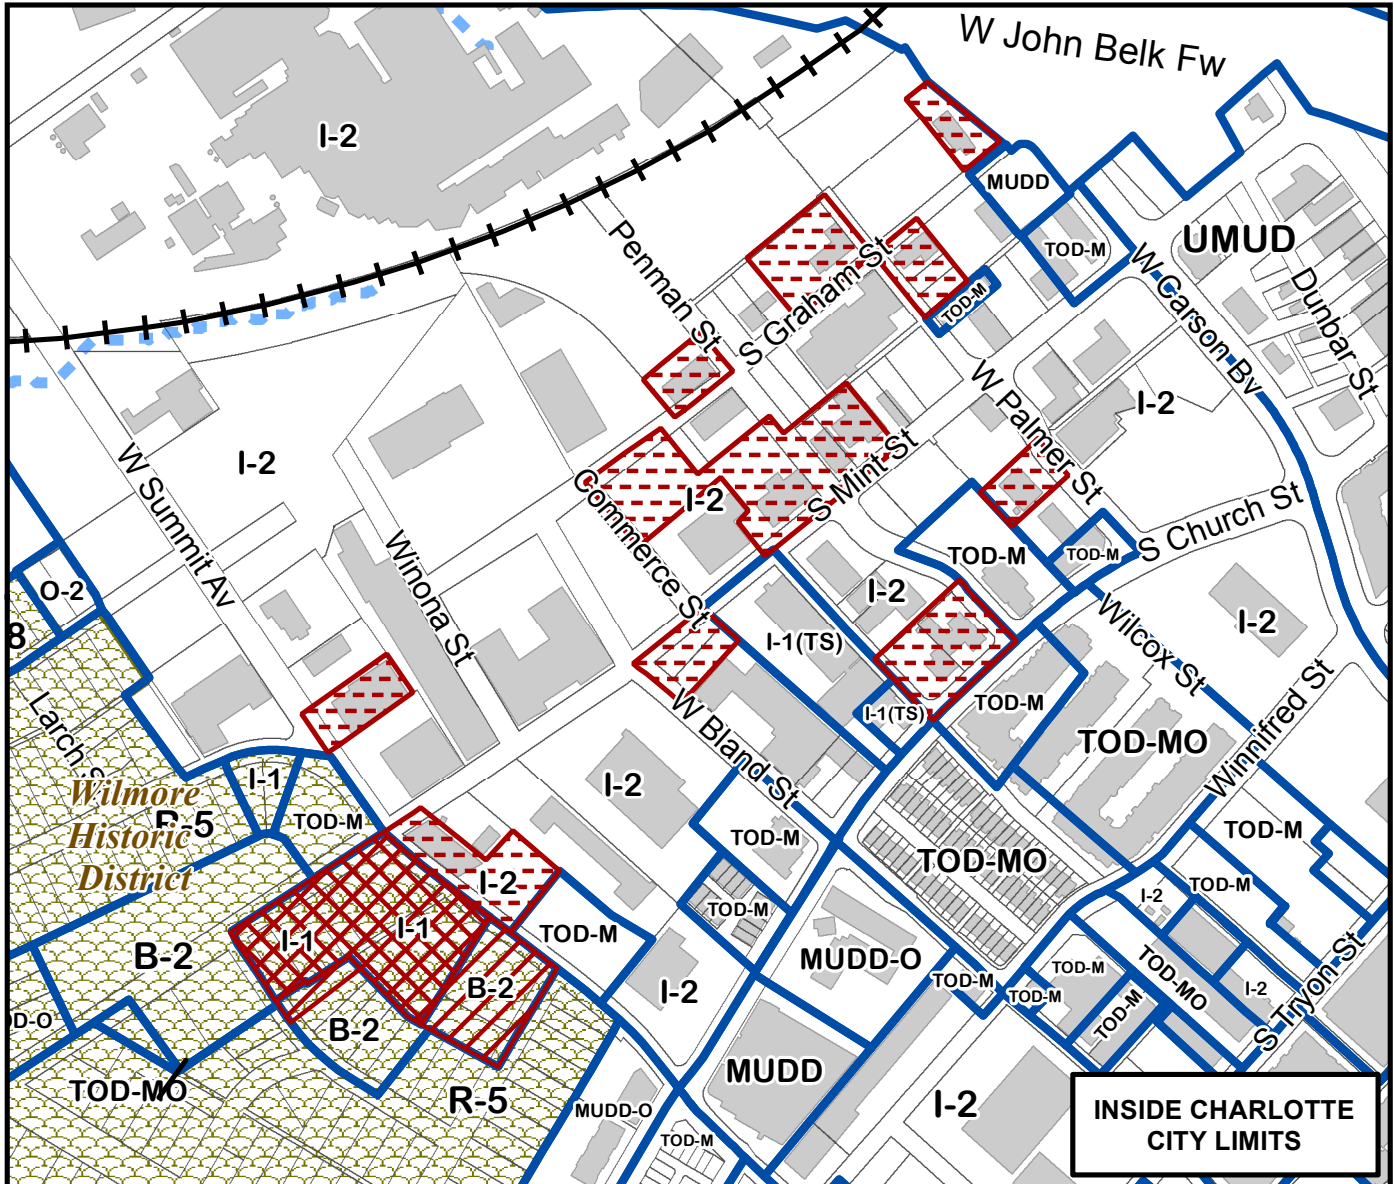 W John Belk Fw
I-2
MUDD
UMUD
TOD-M
Penman St
S Graham St
TOD-M
W Carson Bv
Dunbar St
W Palmer St
I-2
I-2
W Summit Av
S Mint St
I-2
Commerce St
S Church St
TOD-M
TOD-M
Winona St
O-2
I-2
8
I-1(TS)
Wilcox St
I-2
Larch S
W Bland St
I-1(TS)
TOD-M
Winnifred St
TOD-MO
I-1
I-2
Wilmore
Historic
District
R-5
TOD-M
TOD-M
TOD-M
TOD-MO
I-2
TOD-M
I-2
TOD-M
I-1
I-1
TOD-M
B-2
MUDD-O
TOD-M
TOD-M
TOD-MO
B-2
I-2
TOD-M
I-2
S Tryon St
OD-O
B-2
TOD-M
MUDD
TOD-MO
R-5
MUDD-O
I-2
TOD-M
INSIDE CHARLOTTE
CITY LIMITS